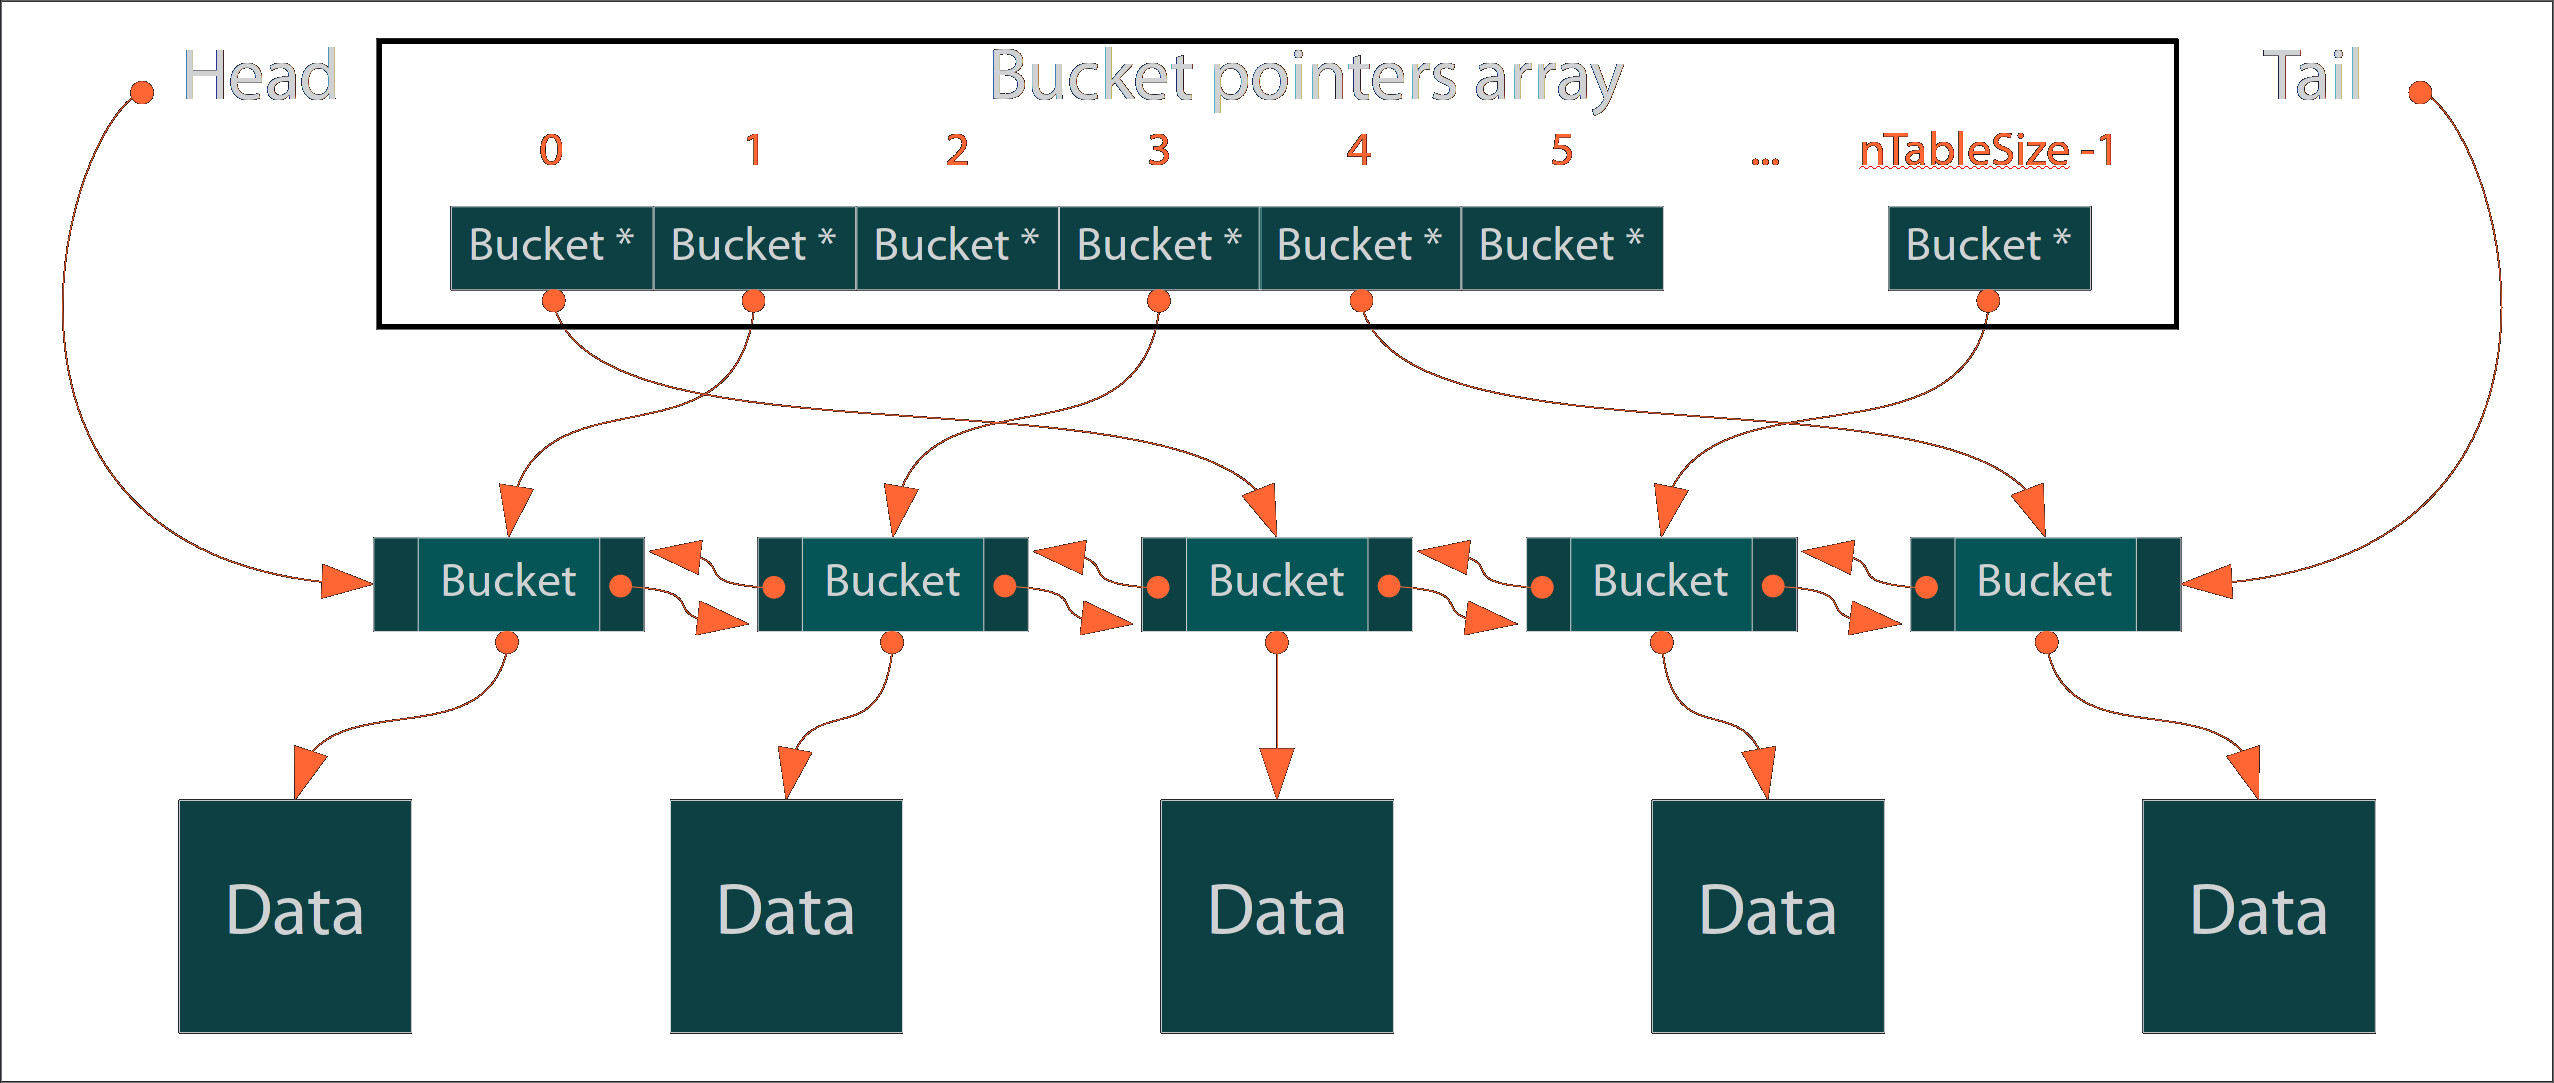 Head
Bucket pointers array
Tail
0 1 2 3 4 5 ... nTableSize -1
Bucket * Bucket * Bucket * Bucket * Bucket * Bucket * Bucket *
Bucket Bucket Bucket Bucket Bucket
Data Data Data Data Data